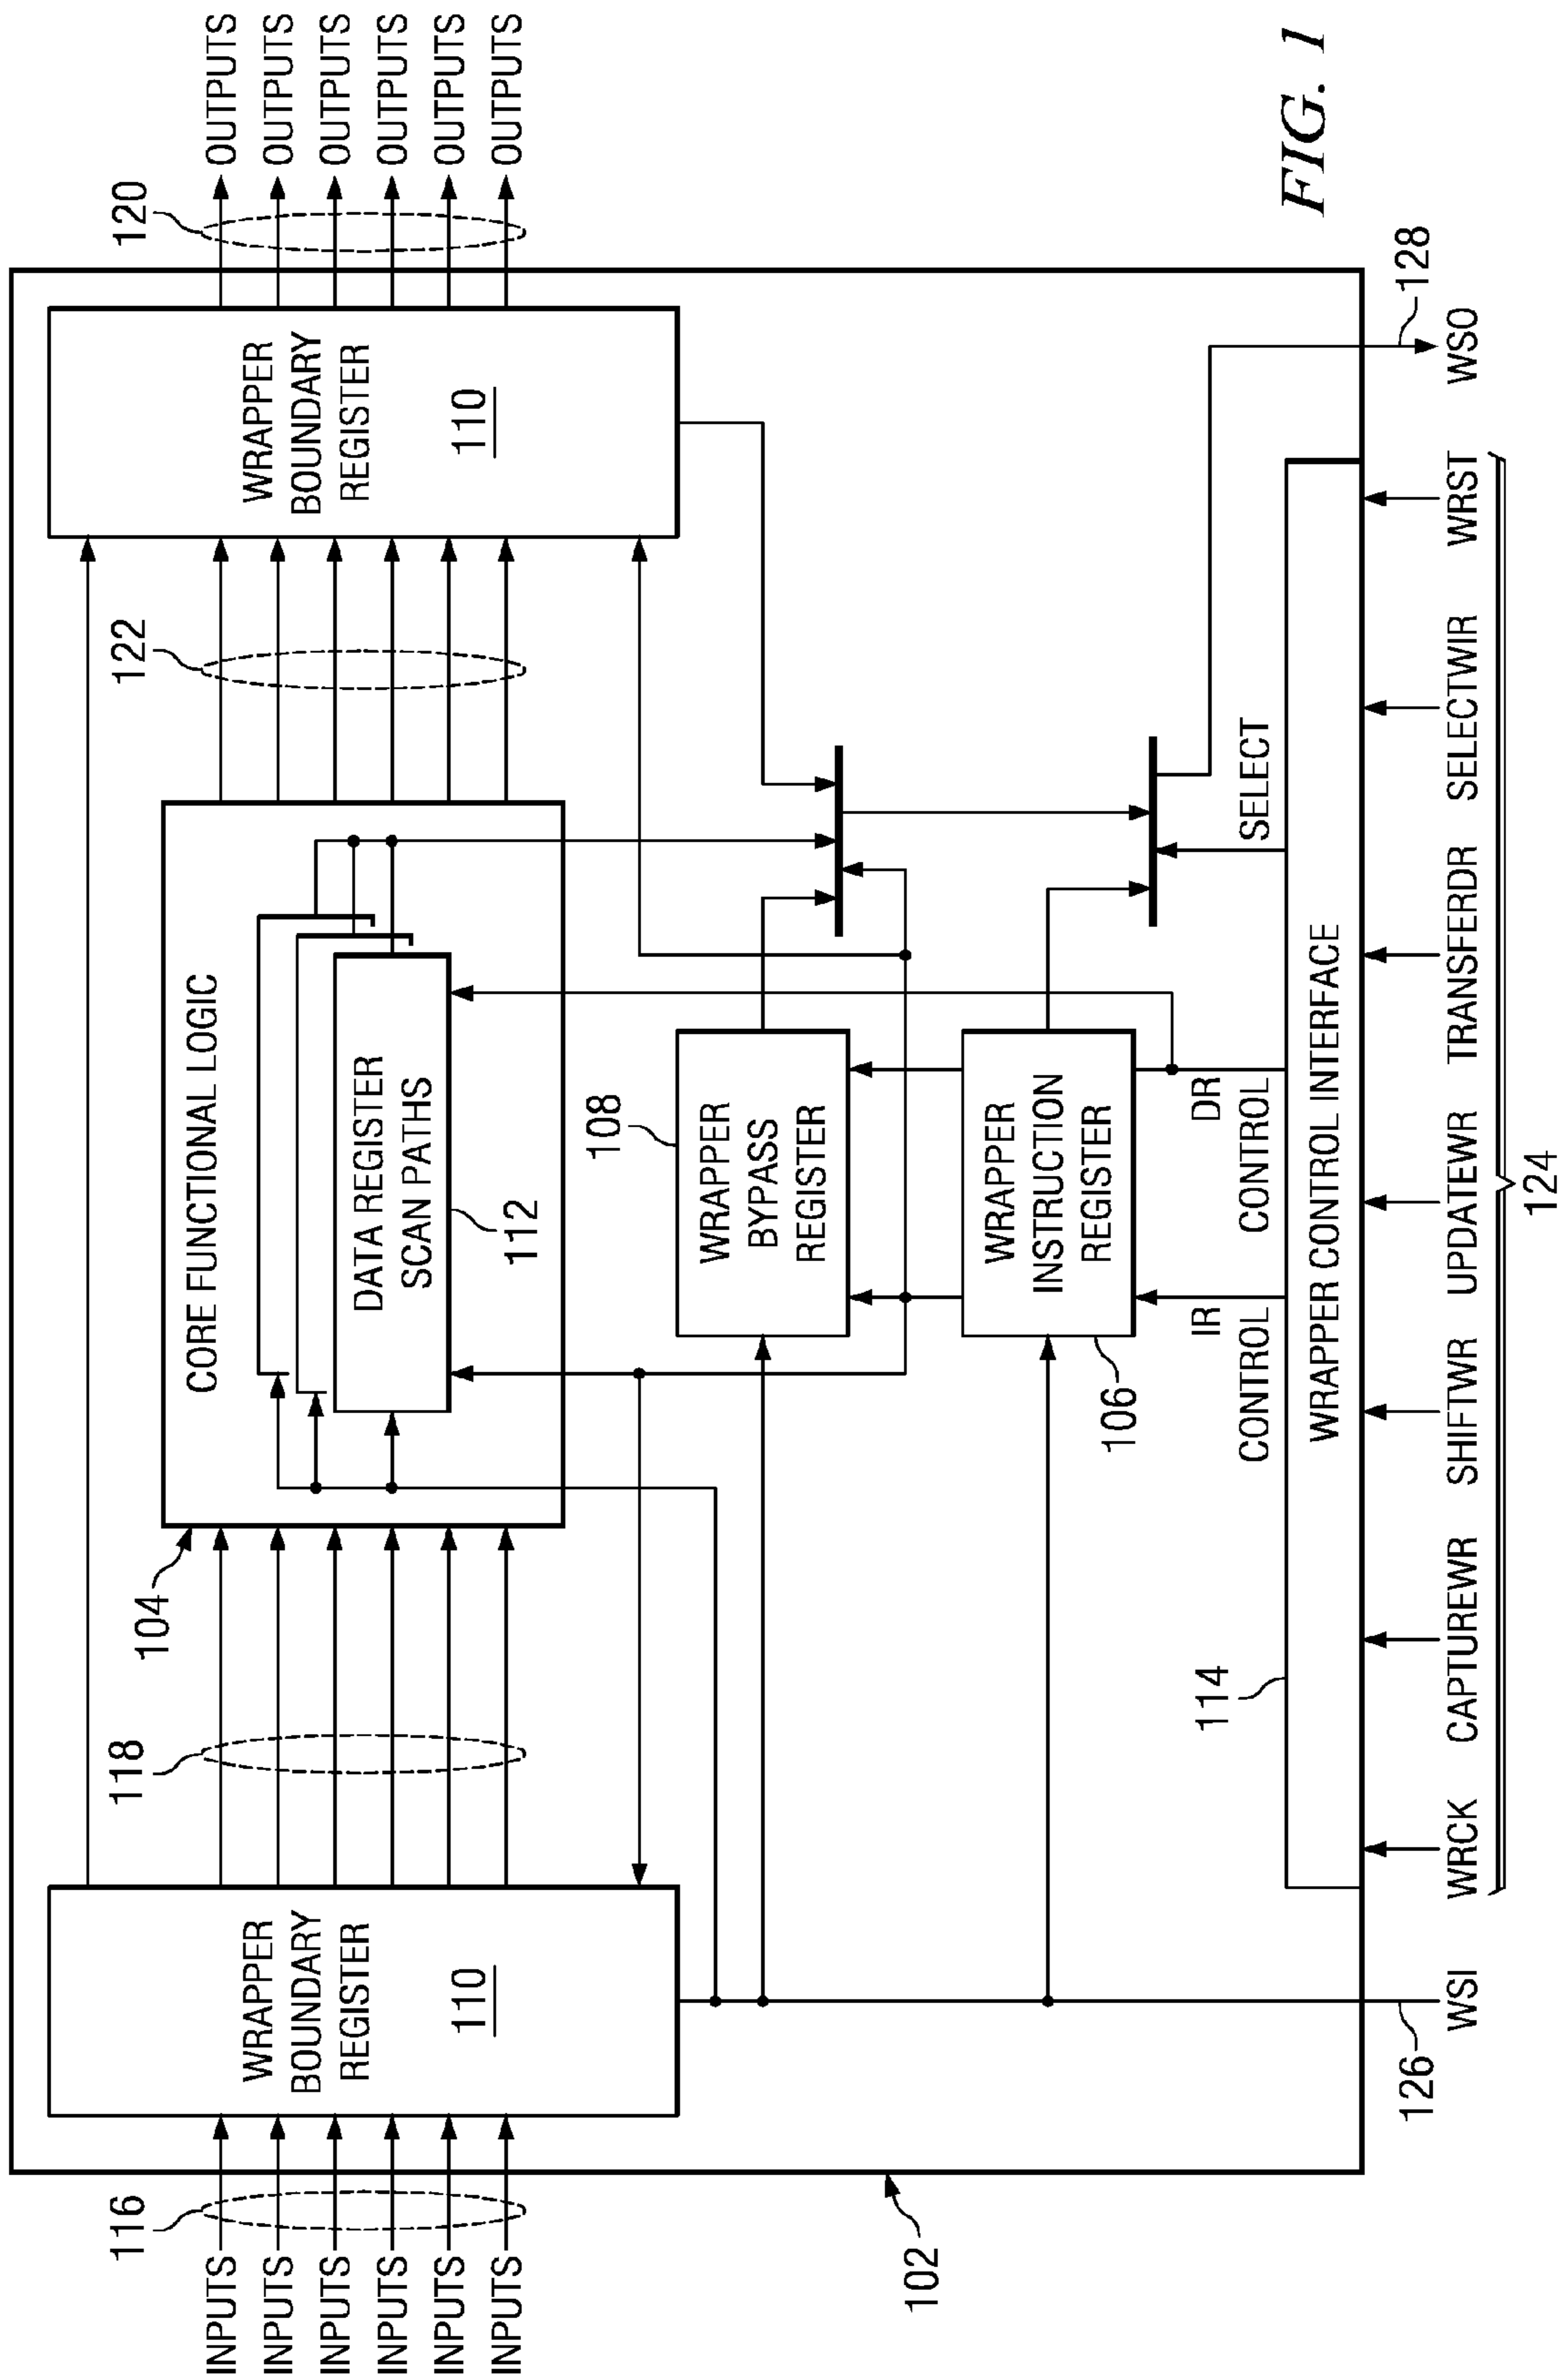 116
118
122
120
INPUTS
INPUTS
INPUTS
INPUTS
INPUTS
INPUTS
WRAPPER
BOUNDARY
REGISTER
110
104
CORE FUNCTIONAL LOGIC
DATA REGISTER
SCAN PATHS
112
WRAPPER
BOUNDARY
REGISTER
110
OUTPUTS
OUTPUTS
OUTPUTS
OUTPUTS
OUTPUTS
OUTPUTS
108
WRAPPER
BYPASS
REGISTER
102
WRAPPER
INSTRUCTION
REGISTER
106
114
IR
CONTROL
DR
CONTROL
SELECT
WRAPPER CONTROL INTERFACE
126
128
WSI
WRCK
CAPTUREWR
SHIFTWR
UPDATEWR
TRANSFERDR
SELECTWIR
WRST
WSO
124
FIG. 1